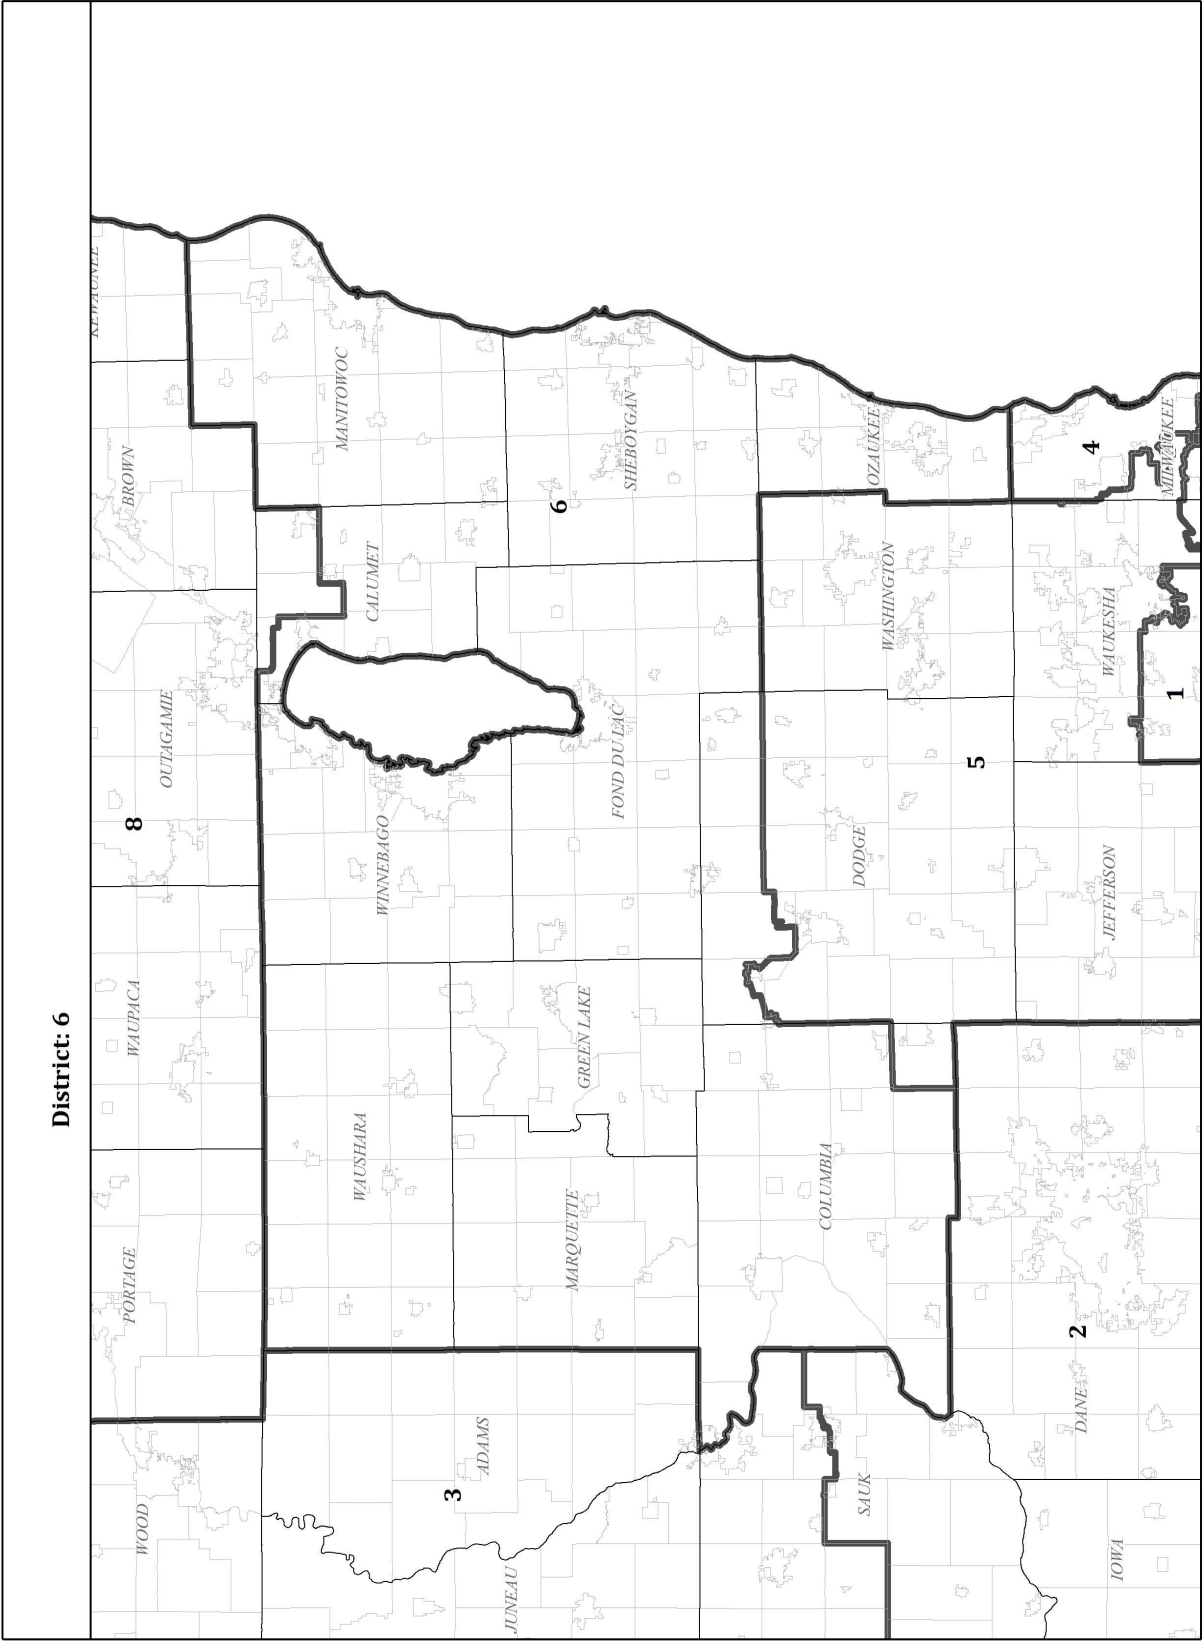 District: 6
KEWAUNEE
BROWN
OUTAGAMIE
8
WAUPACA
PORTAGE
WOOD
MANITOWOC
CALUMET
WINNEBAGO
WAUSHARA
ADAMS
3
JUNEAU
SHEBOYGAN
6
FOND DU LAC
GREEN LAKE
MARQUETTE
OZAUKEE
WASHINGTON
DODGE
COLUMBIA
SAUK
5
4
MILWAUKEE
WAUKESHA
1
JEFFERSON
2
DANE
IOWA